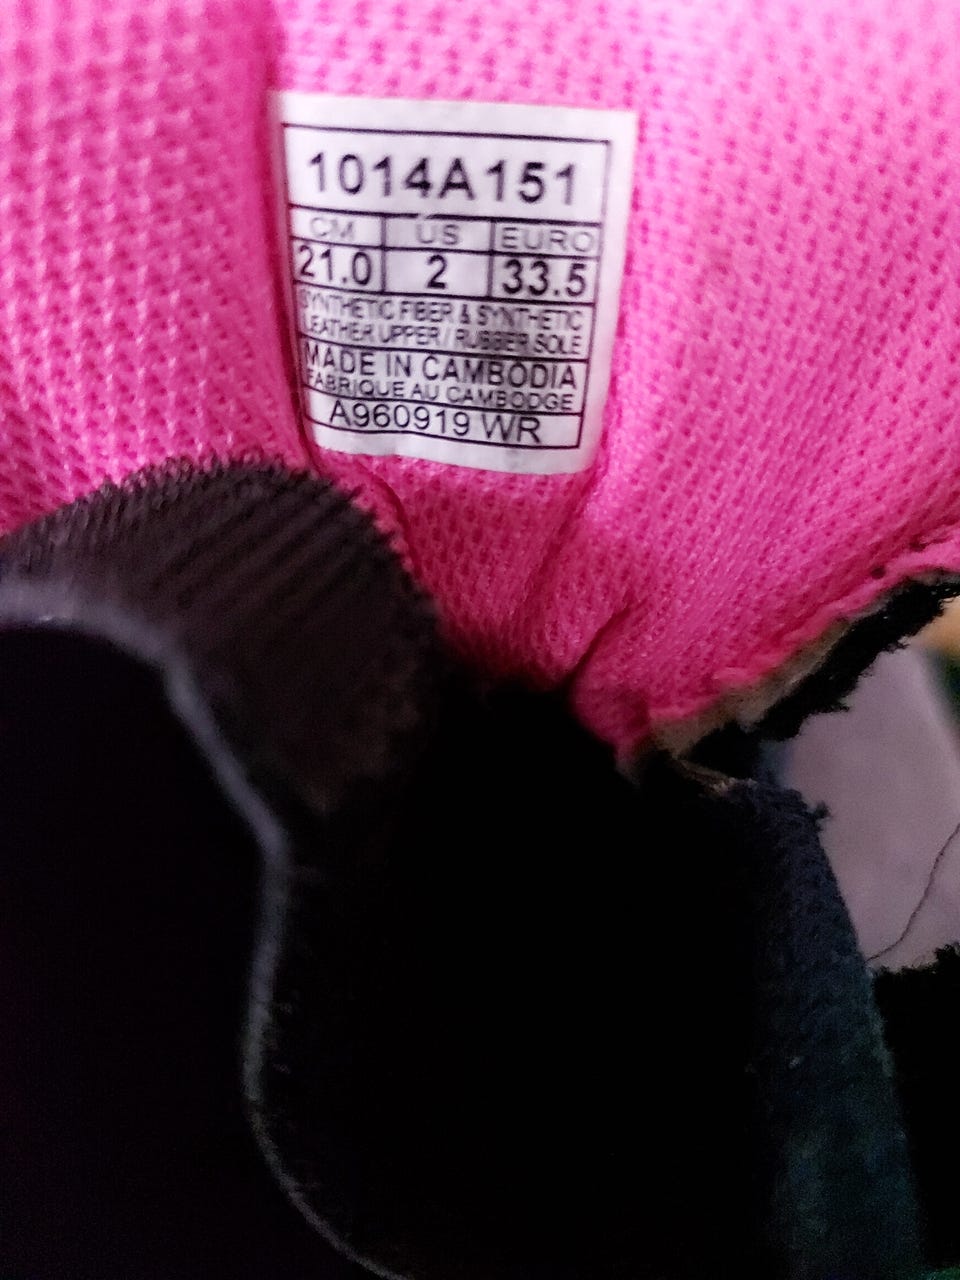 1014A151
CM US EURO
21.0 2 33.5
SYNTHETIC FIBER & SYNTHETIC
LEATHER UPPER / RUBBER SOLE
MADE IN CAMBODIA
FABRIQUE AU CAMBODGE
A960919 WR